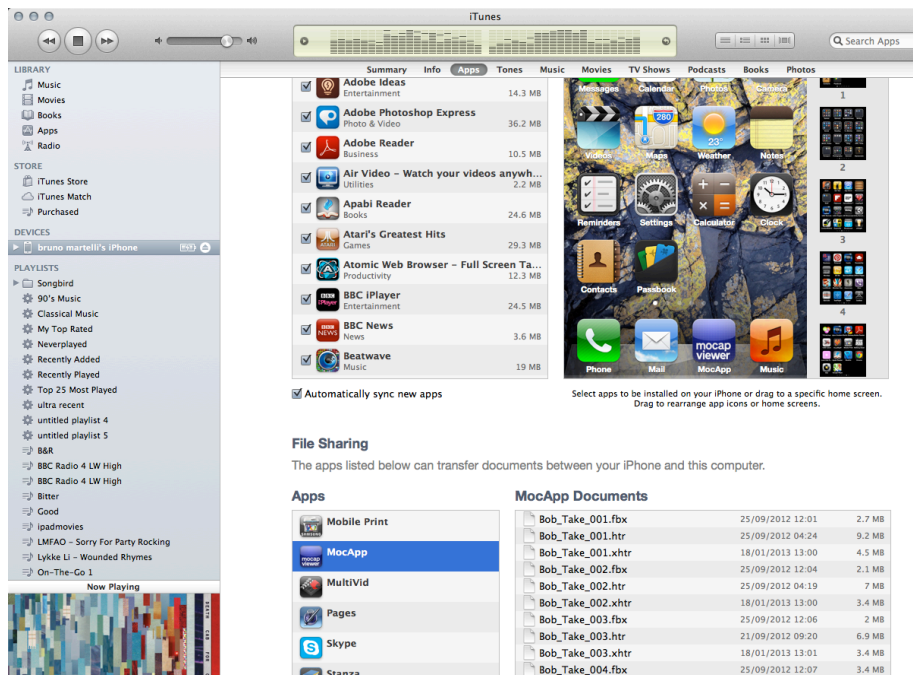 iTunes
Search Apps
LIBRARY
Music
Movies
Books
Apps
Radio
STORE
iTunes Store
iTunes Match
Purchased
DEVICES
bruno martelli's iPhone
PLAYLISTS
Songbird
90's Music
Classical Music
My Top Rated
Neverplayed
Recently Added
Recently Played
Top 25 Most Played
ultra recent
untitled playlist 4
untitled playlist 5
B&R
BBC Radio 4 LW High
BBC Radio 4 LW High
Bitter
Good
ipadmovies
LMFAO – Sorry For Party Rocking
Lykke Li – Wounded Rhymes
On-The-Go 1
Now Playing
DEATH CAB FOR
Summary Info Apps Tones Music Movies TV Shows Podcasts Books Photos
Adobe Ideas
Entertainment 14.3 MB
Adobe Photoshop Express
Photo & Video 36.2 MB
Adobe Reader
Business 10.5 MB
Air Video – Watch your videos anywh...
Utilities 2.2 MB
Apabi Reader
Books 24.6 MB
Atari's Greatest Hits
Games 29.3 MB
Atomic Web Browser – Full Screen Ta...
Productivity 12.3 MB
BBC iPlayer
Entertainment 24.5 MB
BBC News
News 3.6 MB
Beatwave
Music 19 MB
Automatically sync new apps
Messages Calendar Photos Camera
280
23°
Videos Maps Weather Notes
Reminders Settings Calculator Clock
Contacts Passbook
mocap
viewer
Phone Mail MocApp Music
1
2
3
4
Select apps to be installed on your iPhone or drag to a specific home screen.
Drag to rearrange app icons or home screens.
File Sharing
The apps listed below can transfer documents between your iPhone and this computer.
Apps
Mobile Print
MocApp
MultiVid
Pages
Skype
Stanza
MocApp Documents
Bob_Take_001.fbx 25/09/2012 12:01 2.7 MB
Bob_Take_001.htr 25/09/2012 04:24 9.2 MB
Bob_Take_001.xhtr 18/01/2013 13:00 4.5 MB
Bob_Take_002.fbx 25/09/2012 12:04 2.1 MB
Bob_Take_002.htr 25/09/2012 04:19 7 MB
Bob_Take_002.xhtr 18/01/2013 13:00 3.4 MB
Bob_Take_003.fbx 25/09/2012 12:06 2 MB
Bob_Take_003.htr 21/09/2012 09:20 6.9 MB
Bob_Take_003.xhtr 18/01/2013 13:01 3.4 MB
Bob_Take_004.fbx 25/09/2012 12:07 3.4 MB